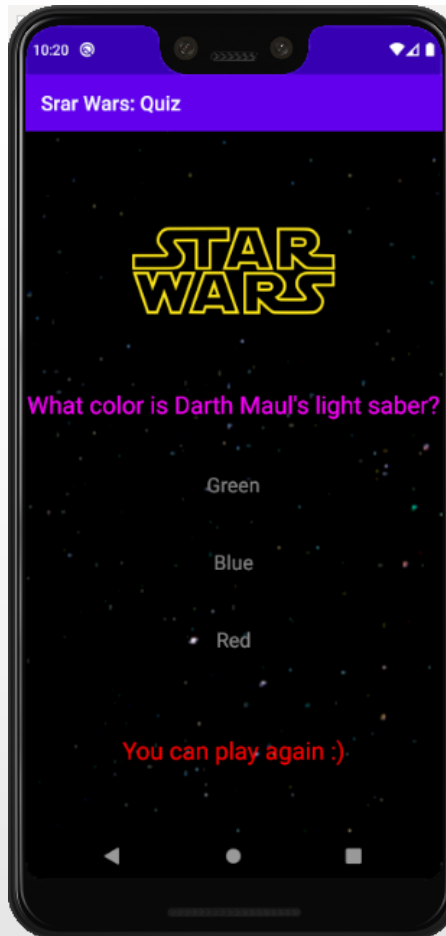 10:20
Srar Wars: Quiz
STAR
WARS
What color is Darth Maul's light saber?
Green
Blue
Red
You can play again :)